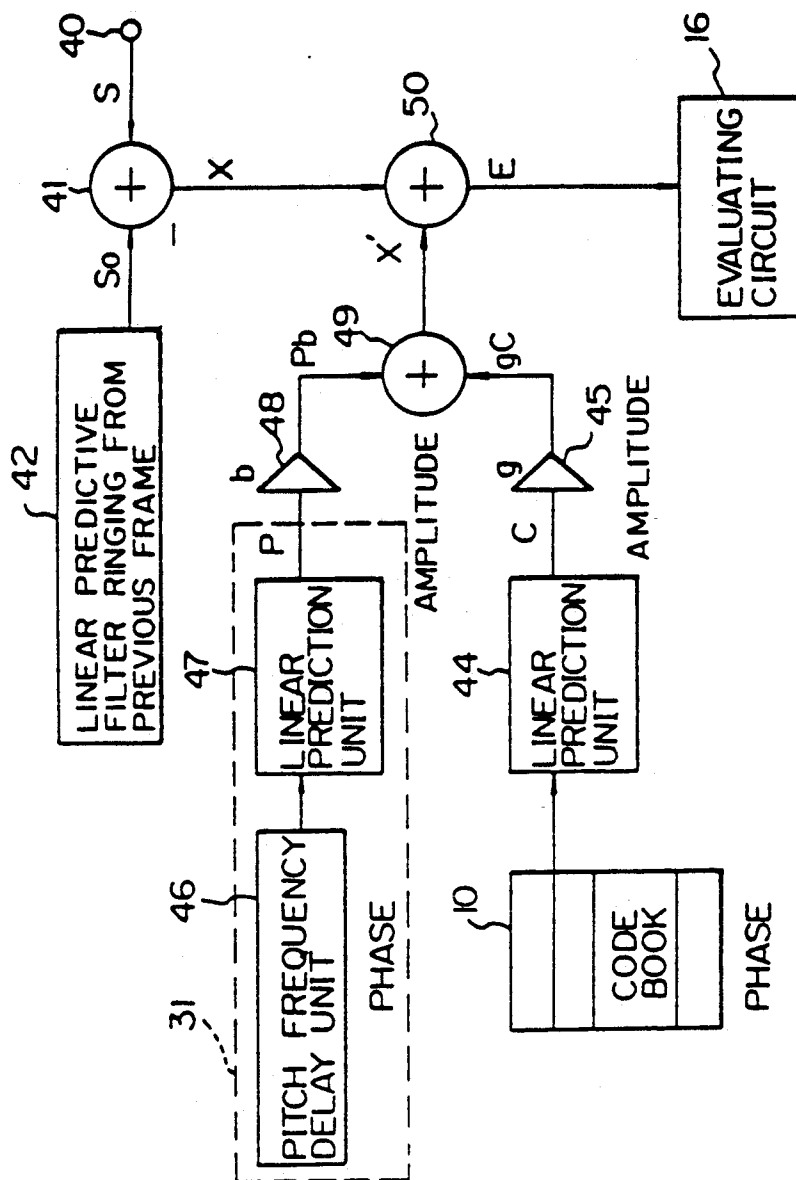 42
LINEAR PREDICTIVE
FILTER RINGING FROM
PREVIOUS FRAME
So
41
+
−
S
40
X
31
46
PITCH FREQUENCY
DELAY UNIT
PHASE
47
LINEAR
PREDICTION
UNIT
P
b
48
AMPLITUDE
Pb
49
+
X'
50
+
E
gC
10
CODE
BOOK
PHASE
44
LINEAR
PREDICTION
UNIT
C
g
45
AMPLITUDE
16
EVALUATING
CIRCUIT